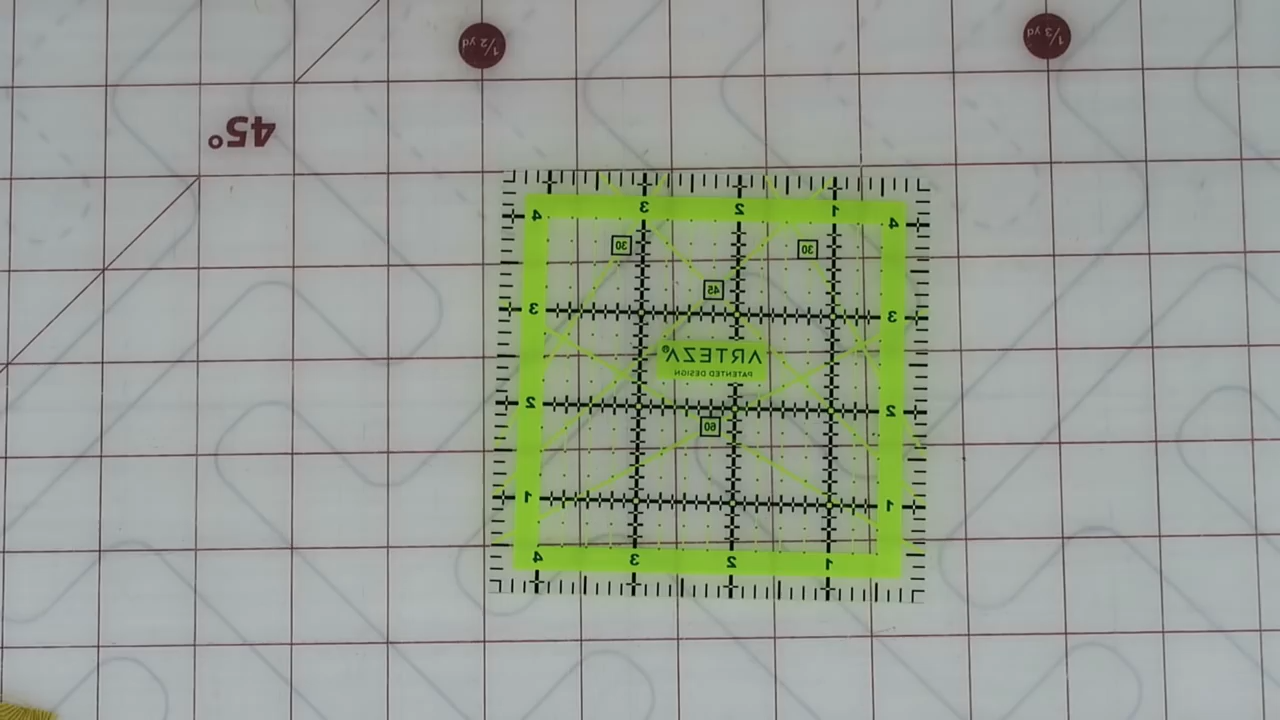 1/2 yd
1/3 yd
45°
4 3 2 1 4
30 30
45
3 3
ARTEZA®
PATENTED DESIGN
2 2
60
1 1
4 3 2 1